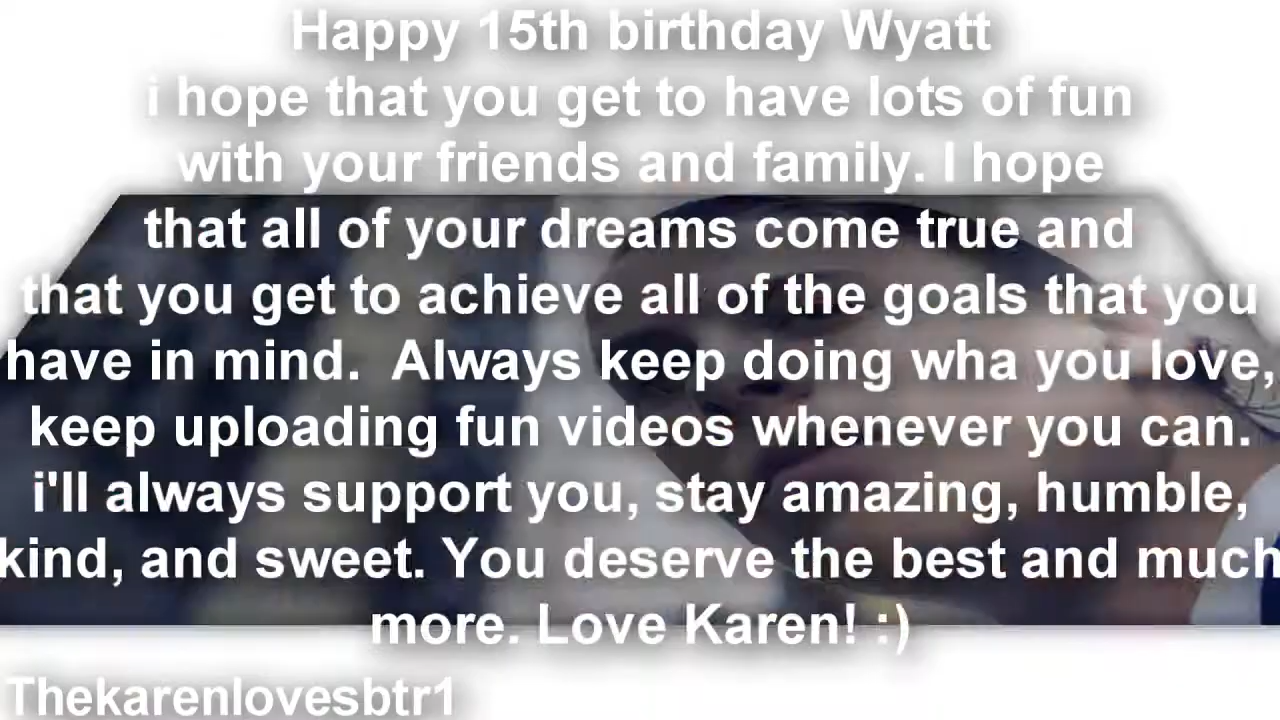 Happy 15th birthday Wyatt
i hope that you get to have lots of fun
with your friends and family. I hope
that all of your dreams come true and
that you get to achieve all of the goals that you
have in mind.  Always keep doing wha you love,
keep uploading fun videos whenever you can.
i'll always support you, stay amazing, humble,
kind, and sweet. You deserve the best and much
more. Love Karen! :)
Thekarenlovesbtr1